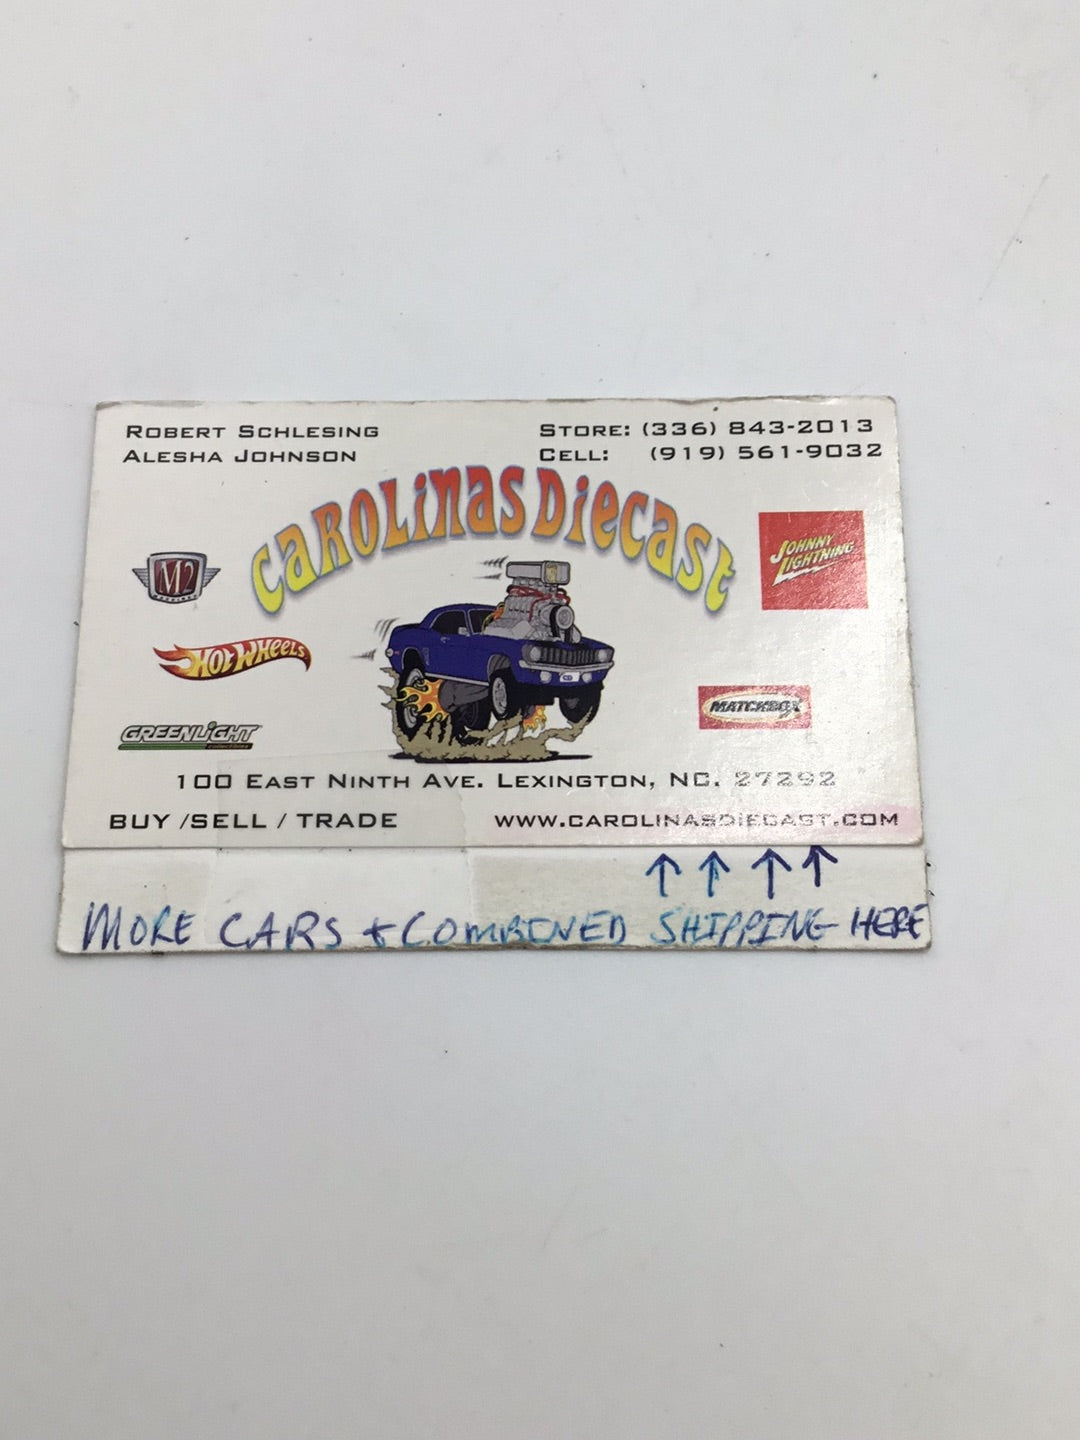 ROBERT SCHLESING
ALESHA JOHNSON
STORE: (336) 843-2013
CELL: (919) 561-9032
CAROLINAS DIECAST
M2
MACHINES
JOHNNY
LIGHTNING
HOT WHEELS
GREENLIGHT
collectibles
MATCHBOX
100 EAST NINTH AVE. LEXINGTON, NC. 27292
BUY /SELL / TRADE
WWW.CAROLINASDIECAST.COM
↑ ↑ ↑ ↑
MORE CARS + COMBINED SHIPPING HERE